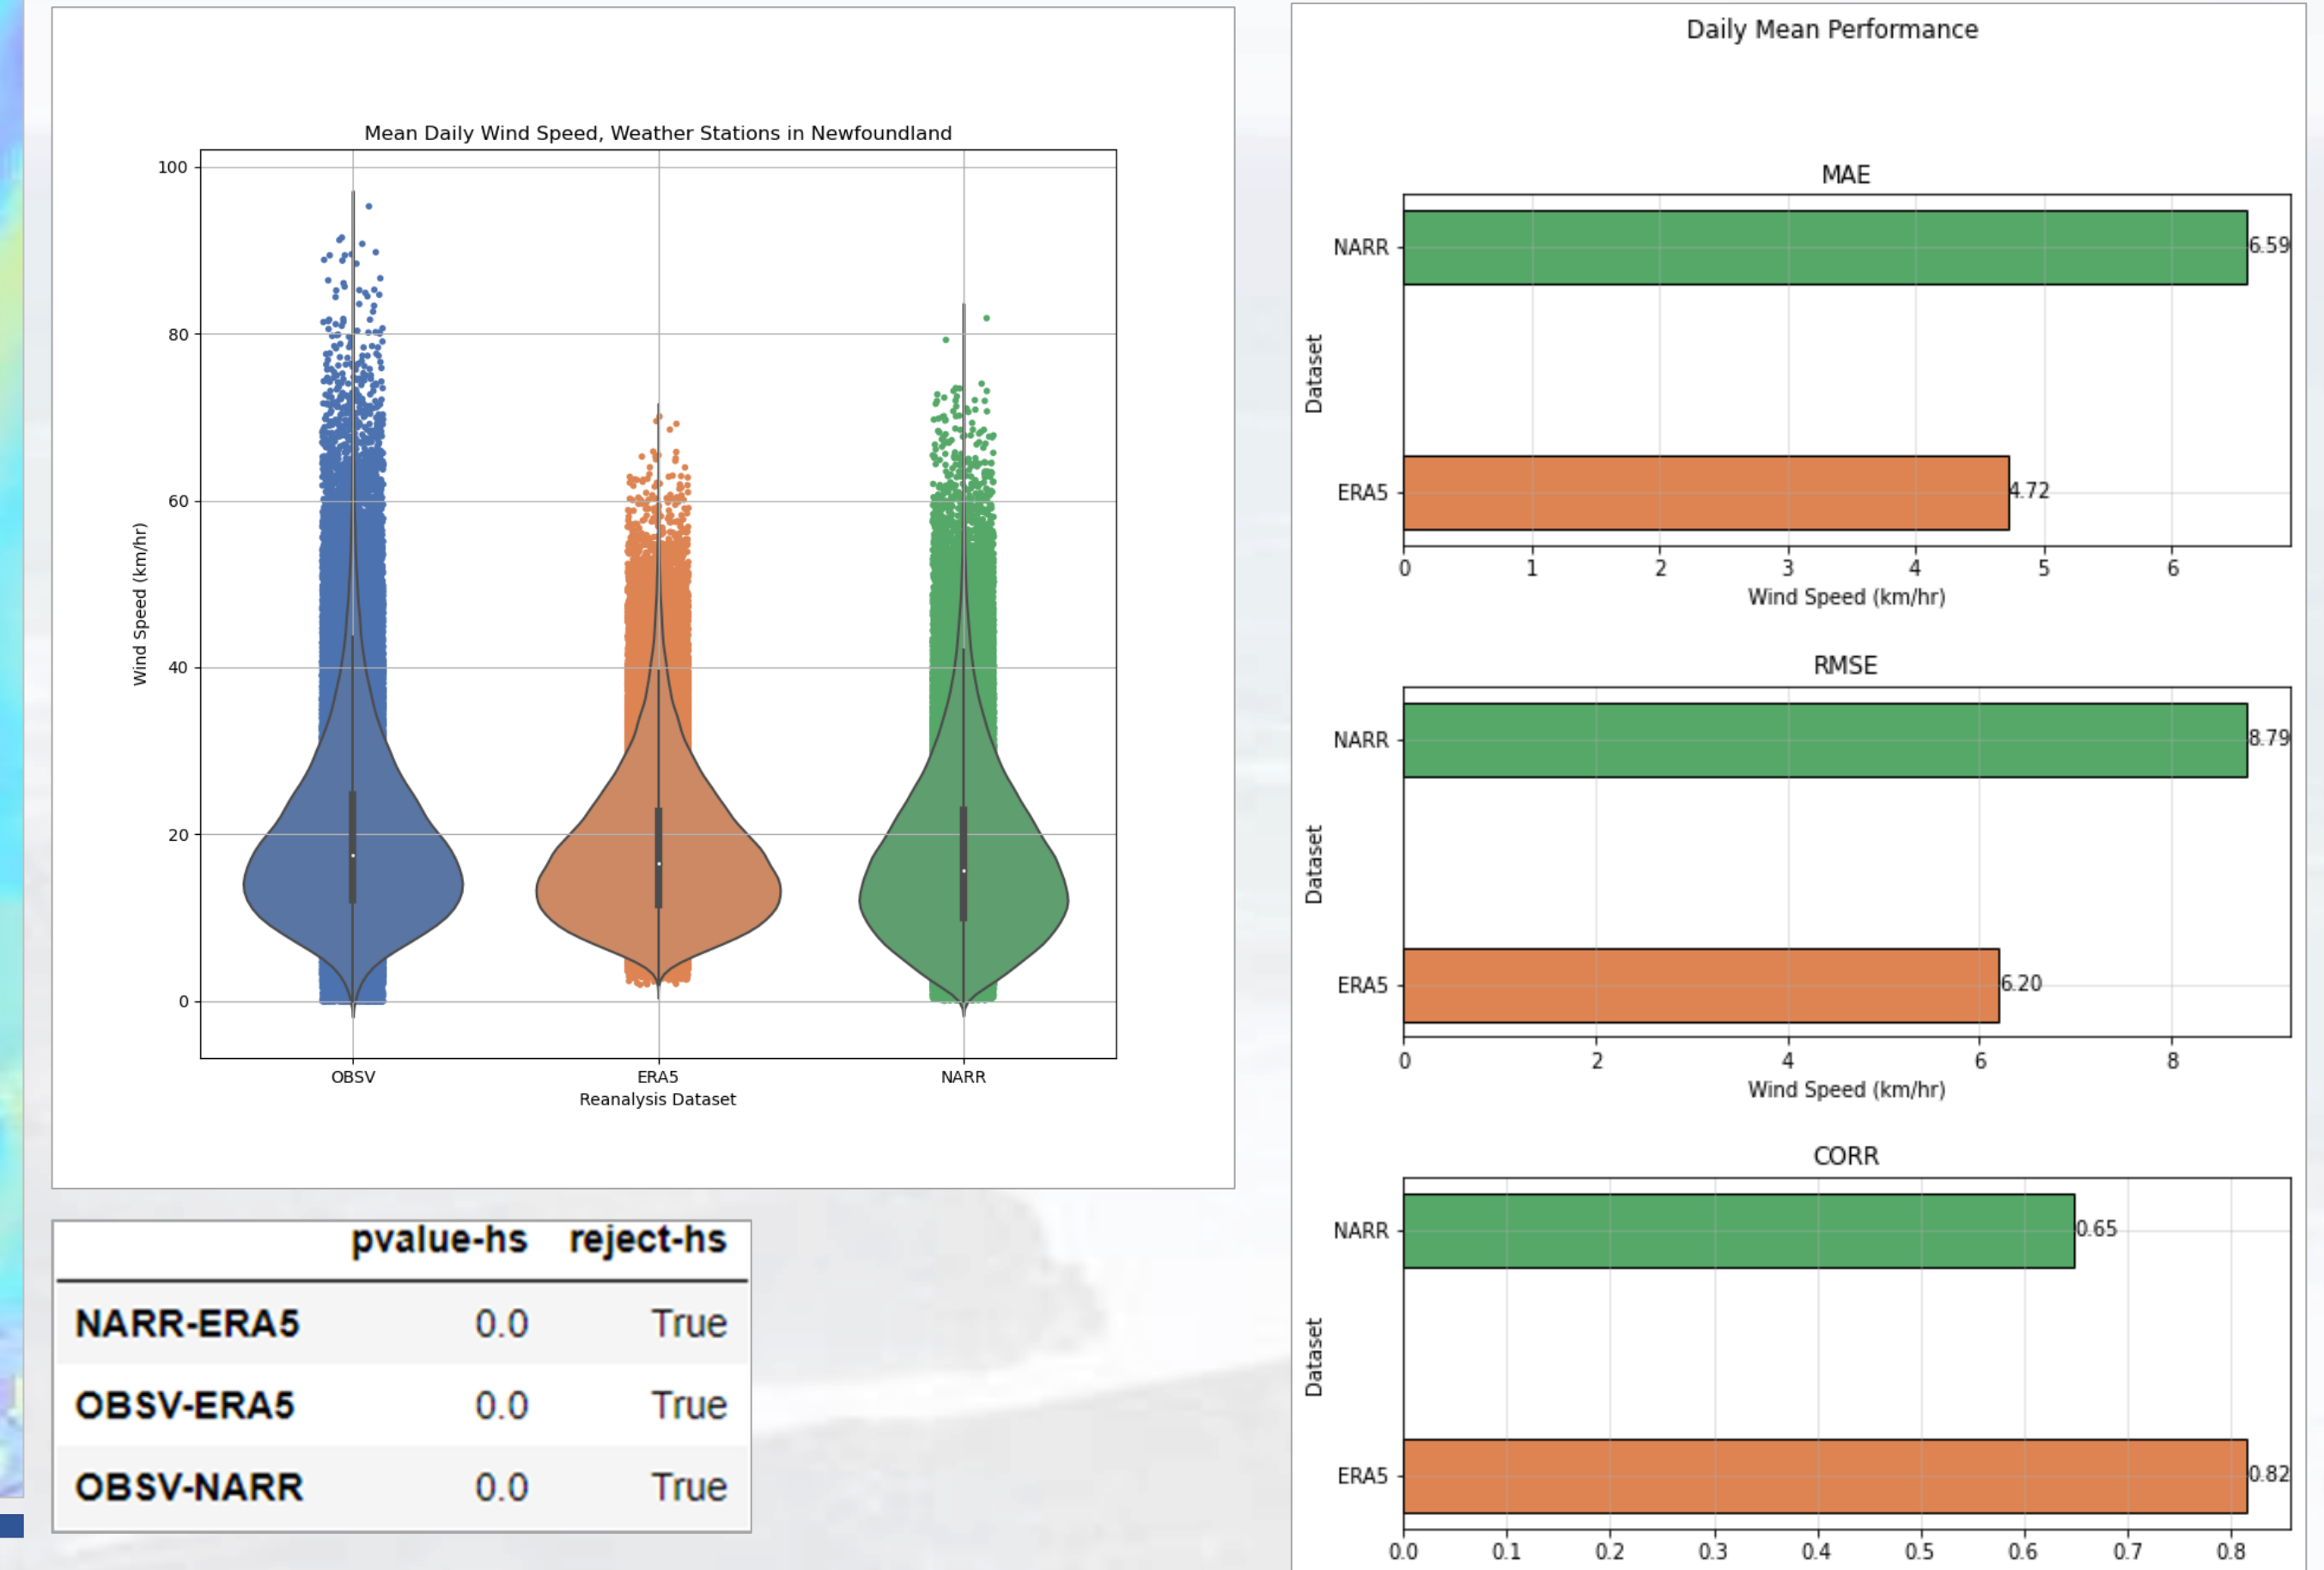 Mean Daily Wind Speed, Weather Stations in Newfoundland
100
80
60
40
20
0
Wind Speed (km/hr)
OBSV ERA5 NARR
Reanalysis Dataset
pvalue-hs reject-hs
NARR-ERA5 0.0 True
OBSV-ERA5 0.0 True
OBSV-NARR 0.0 True
Daily Mean Performance
MAE
NARR 6.59
Dataset
ERA5 4.72
0 1 2 3 4 5 6
Wind Speed (km/hr)
RMSE
NARR 8.79
Dataset
ERA5 6.20
0 2 4 6 8
Wind Speed (km/hr)
CORR
NARR 0.65
Dataset
ERA5 0.82
0.0 0.1 0.2 0.3 0.4 0.5 0.6 0.7 0.8